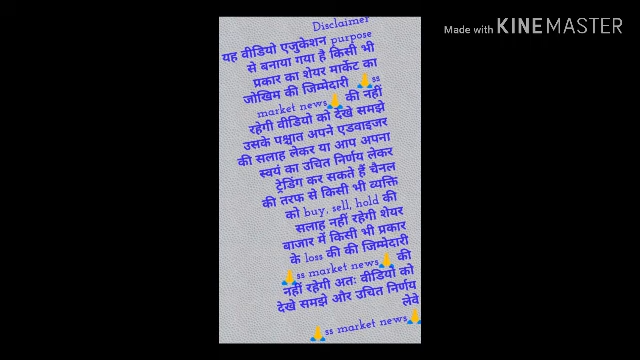 Made with KINEMASTER
Disclaimer
यह वीडियो एजुकेशन purpose
से बनाया गया है किसी भी
प्रकार का शेयर मार्केट का
जोखिम की जिम्मेदारी 🙏ss
market news🙏 की नहीं
रहेगी वीडियो को देखे समझे
उसके पश्चात अपने एडवाइजर
की सलाह लेकर या आप अपना
स्वयं का उचित निर्णय लेकर
ट्रेडिंग कर सकते हैं चैनल
की तरफ से किसी भी व्यक्ति
को buy, sell, hold की
सलाह नहीं रहेगी शेयर
बाजार में किसी भी प्रकार
के loss की की जिम्मेदारी
🙏ss market news🙏 की
नहीं रहेगी अतः वीडियो को
देखे समझे और उचित निर्णय
लेवे
🙏ss market news🙏